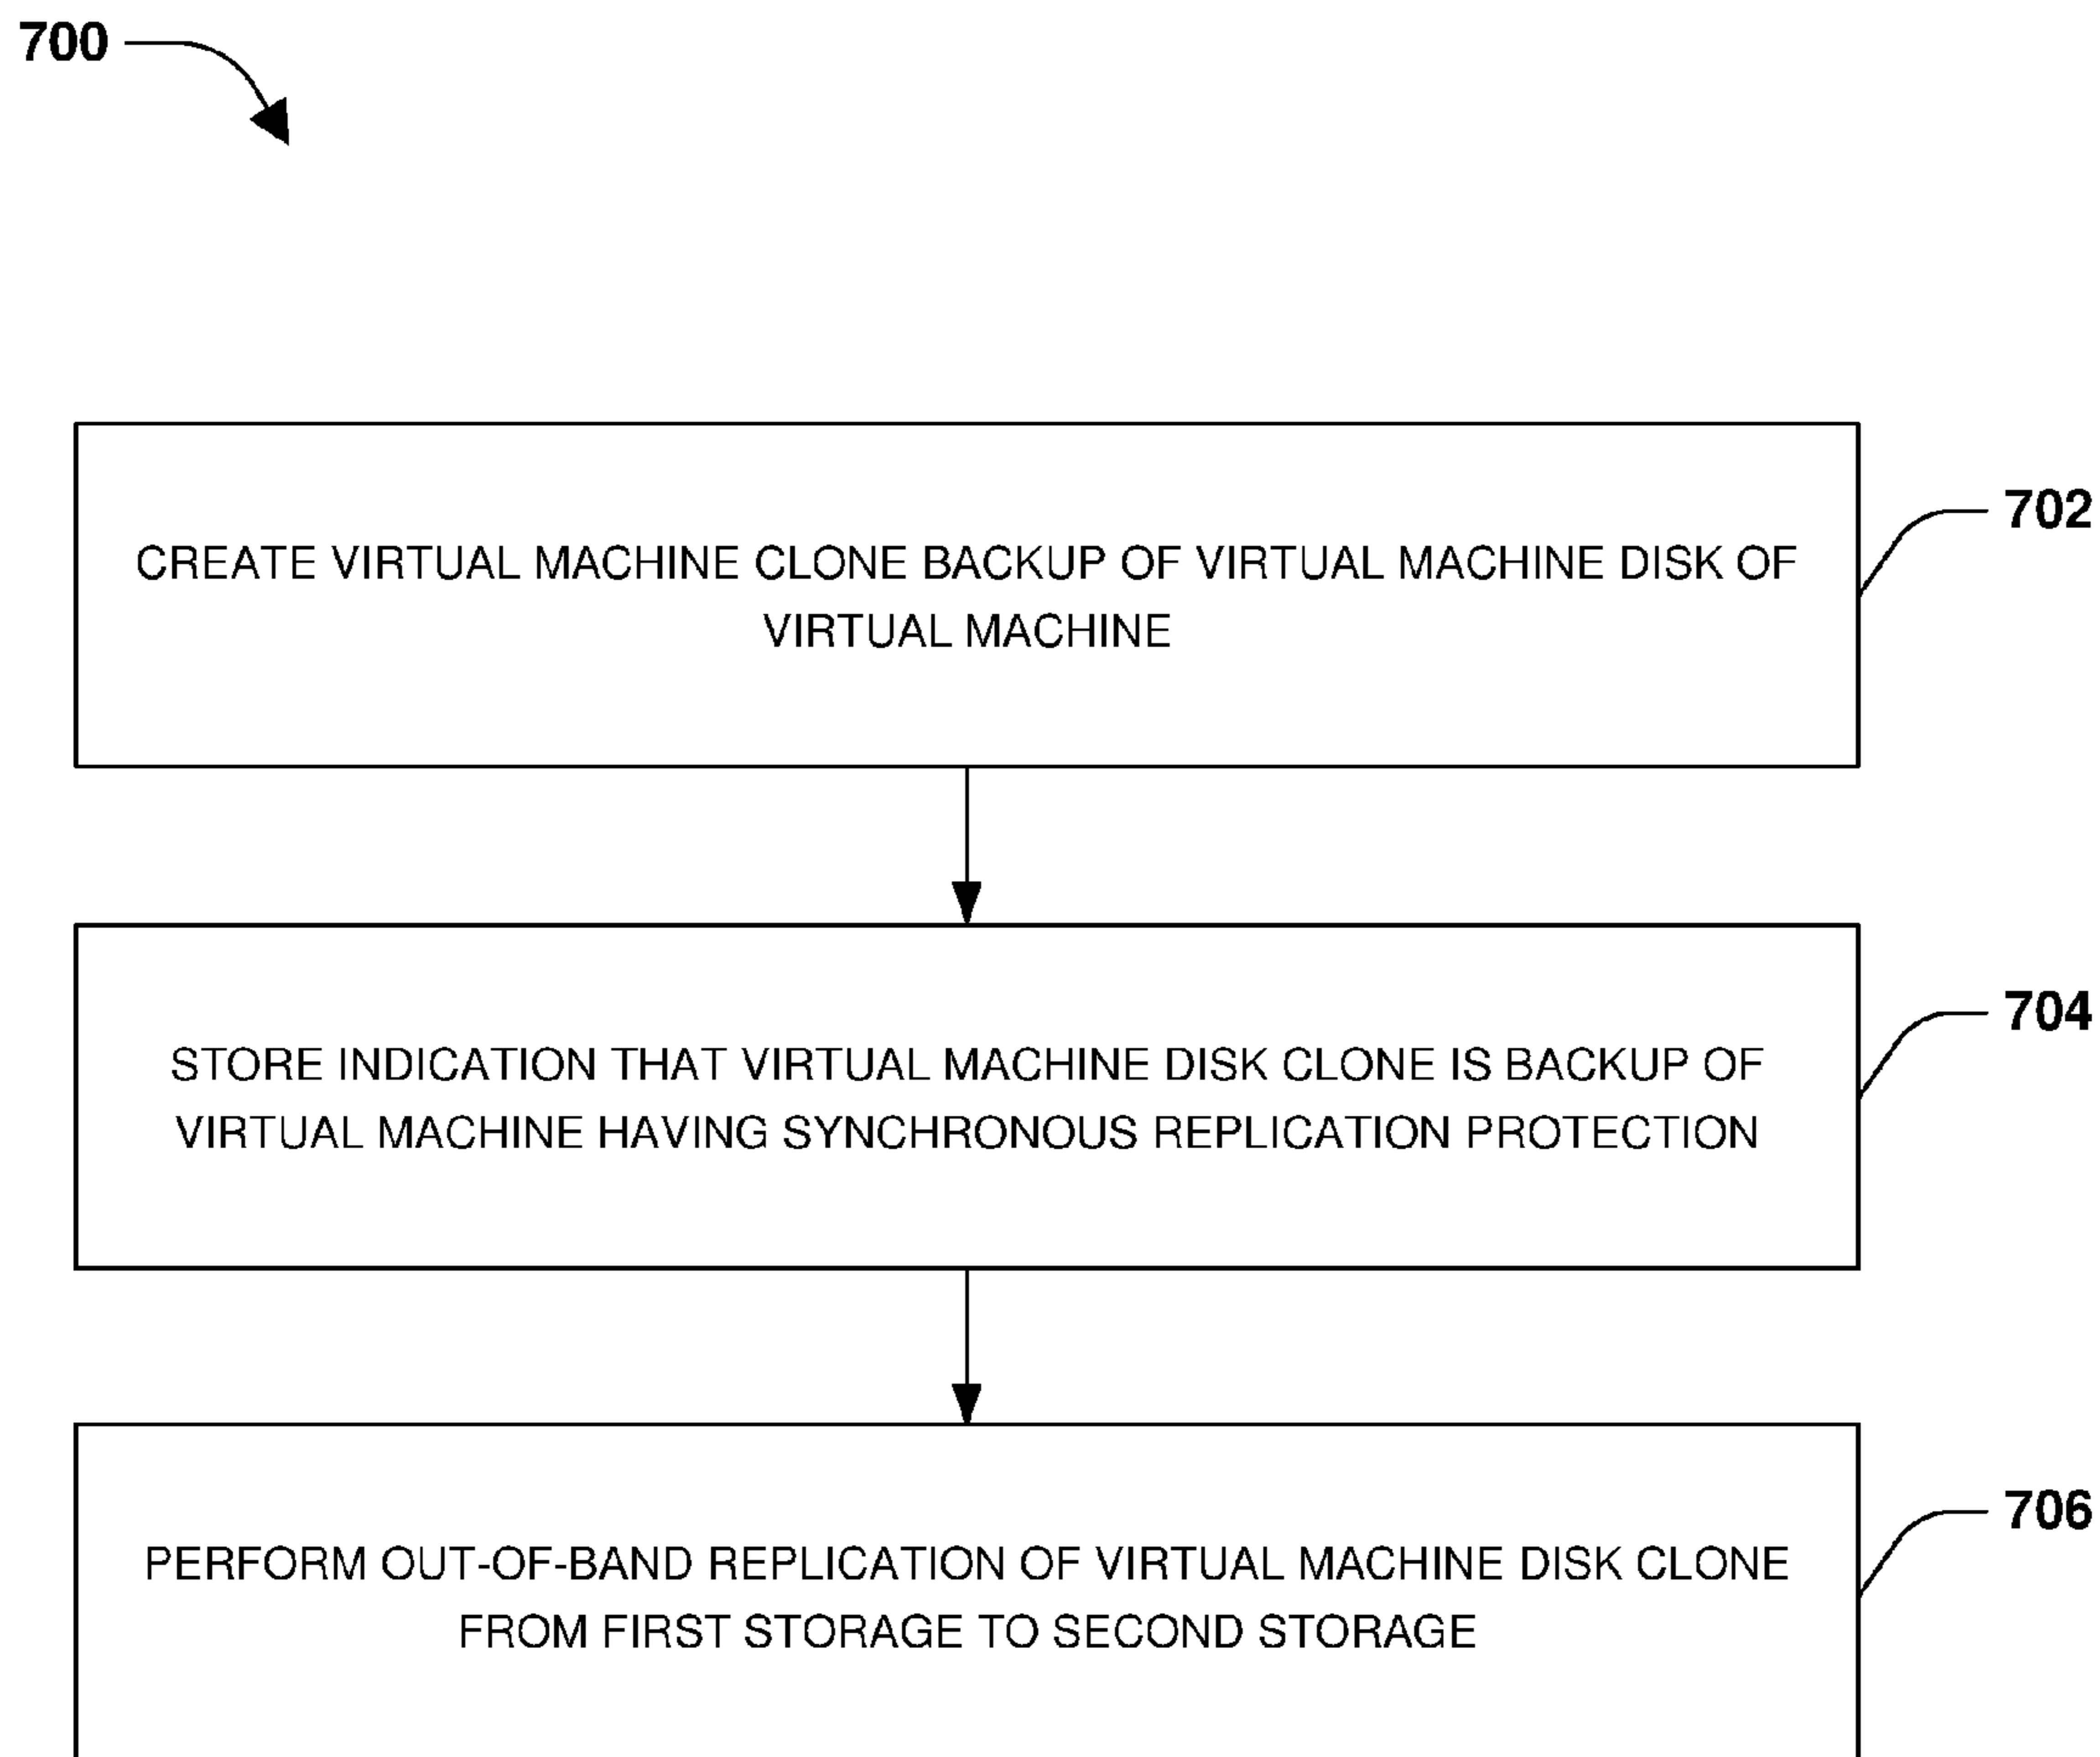 700
702
CREATE VIRTUAL MACHINE CLONE BACKUP OF VIRTUAL MACHINE DISK OF
VIRTUAL MACHINE
704
STORE INDICATION THAT VIRTUAL MACHINE DISK CLONE IS BACKUP OF
VIRTUAL MACHINE HAVING SYNCHRONOUS REPLICATION PROTECTION
706
PERFORM OUT-OF-BAND REPLICATION OF VIRTUAL MACHINE DISK CLONE
FROM FIRST STORAGE TO SECOND STORAGE